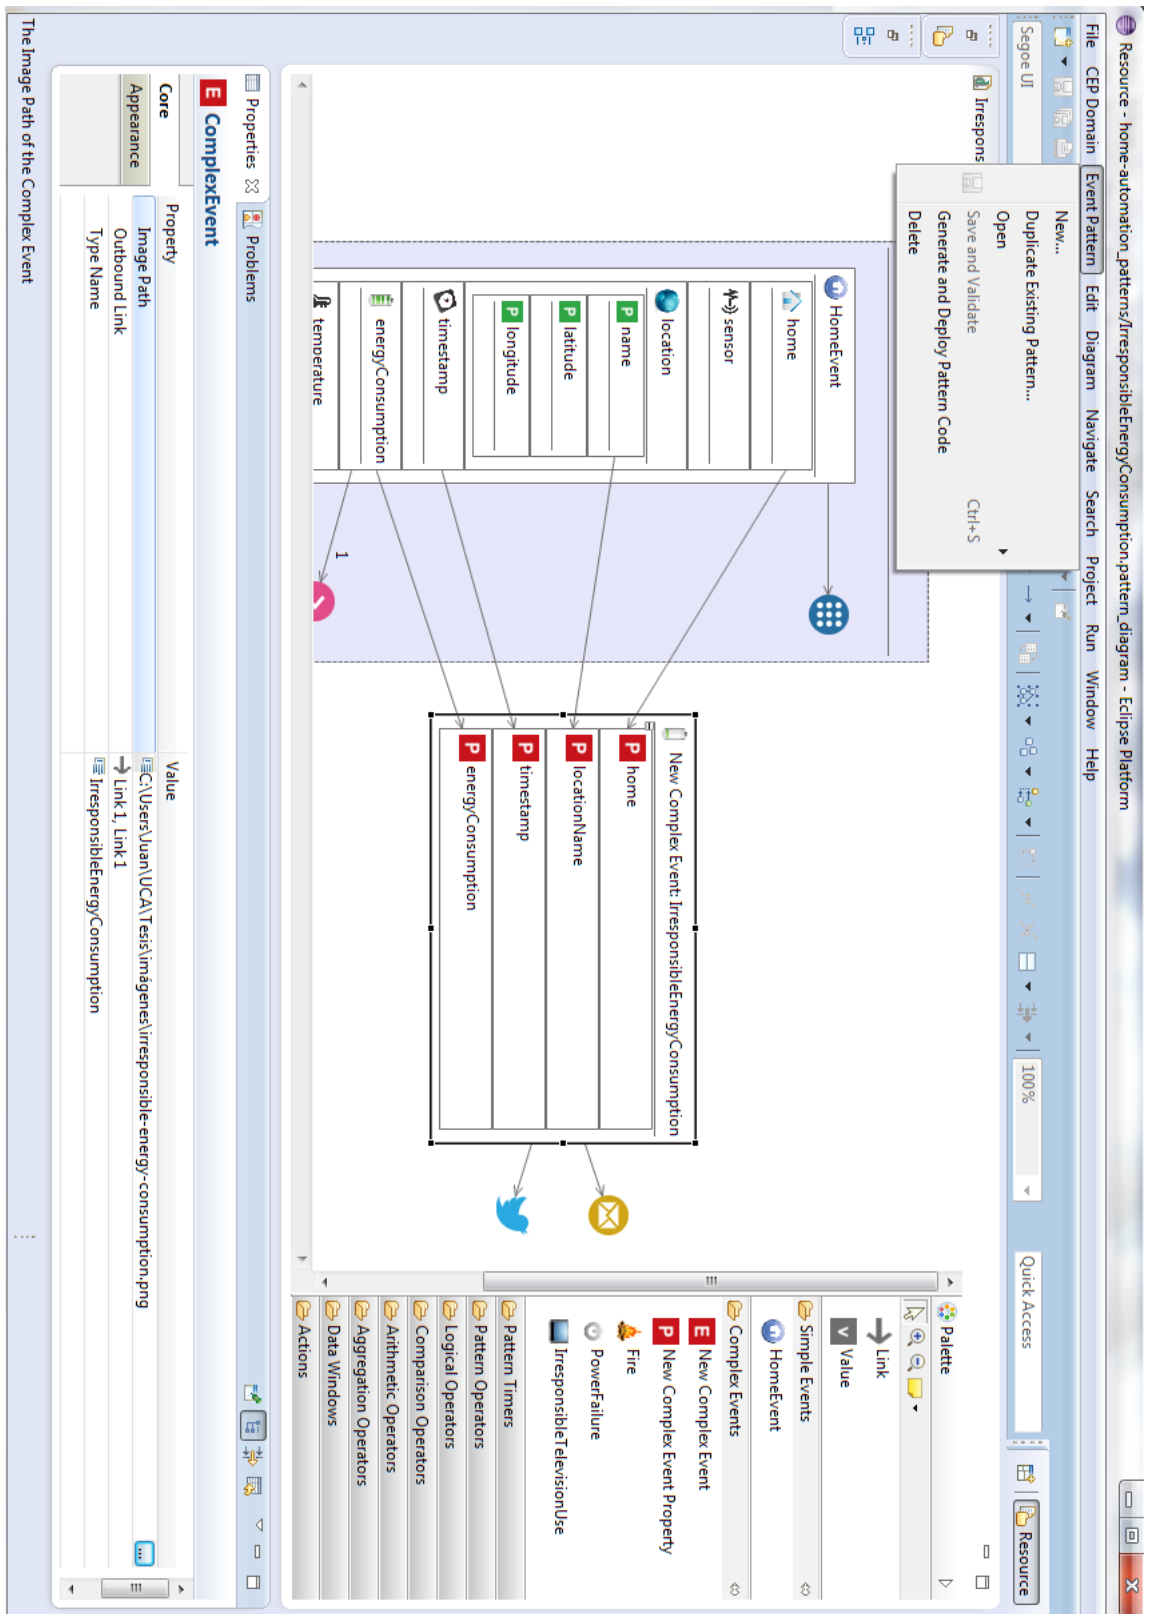 Resource - home-automation_patterns/IrresponsibleEnergyConsumption.pattern_diagram - Eclipse Platform
File CEP Domain Event Pattern Edit Diagram Navigate Search Project Run Window Help
New...
Duplicate Existing Pattern...
Open
Save and Validate Ctrl+S
Generate and Deploy Pattern Code
Delete
Segoe UI
100%
Quick Access
Resource
Irrespons
HomeEvent
home
sensor
location
name
latitude
longitude
timestamp
energyConsumption
temperature
1
New Complex Event: IrresponsibleEnergyConsumption
home
locationName
timestamp
energyConsumption
Palette
Link
Value
Simple Events
HomeEvent
Complex Events
New Complex Event
New Complex Event Property
Fire
PowerFailure
IrresponsibleTelevisionUse
Pattern Timers
Pattern Operators
Logical Operators
Comparison Operators
Arithmetic Operators
Aggregation Operators
Data Windows
Actions
Properties Problems
ComplexEvent
Core
Appearance
Property Value
Image Path C:\Users\Juan\UCA\Tesis\imágenes\irresponsible-energy-consumption.png
Outbound Link Link 1, Link 1
Type Name IrresponsibleEnergyConsumption
The Image Path of the Complex Event